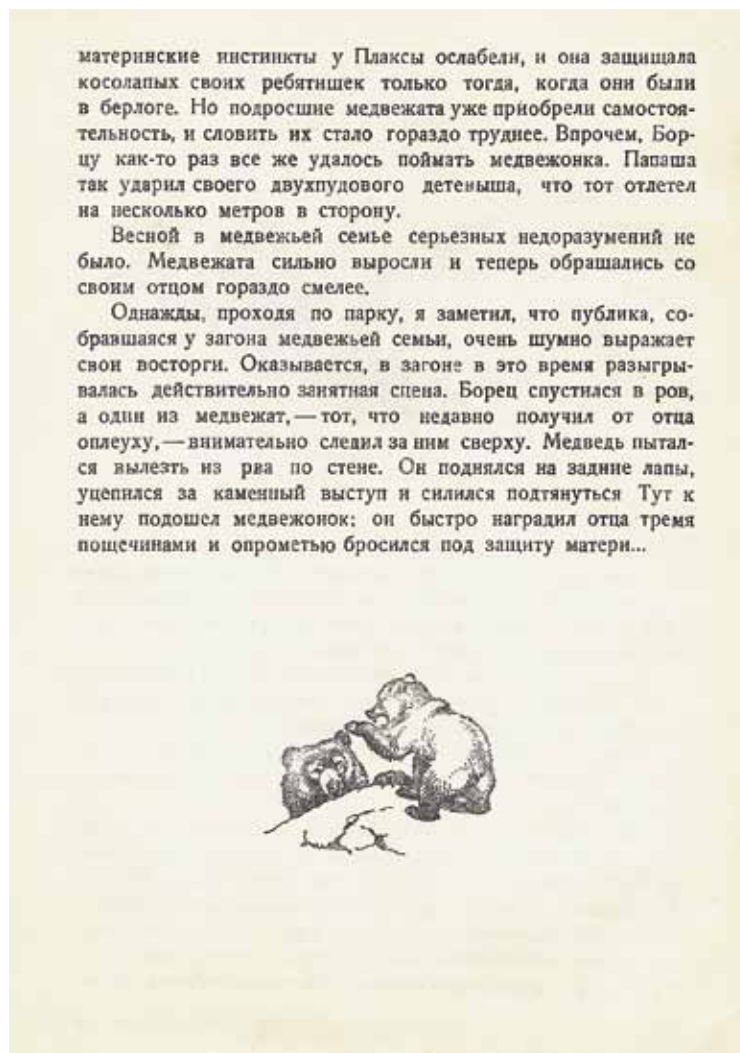 материнские инстинкты у Плаксы ослабели, и она защищала
косолапых своих ребятишек только тогда, когда они были
в берлоге. Но подросшие медвежата уже приобрели самостоя-
тельность, и словить их стало гораздо труднее. Впрочем, Бор-
цу как-то раз все же удалось поймать медвежонка. Папаша
так ударил своего двухпудового детеныша, что тот отлетел
на несколько метров в сторону.
Весной в медвежьей семье серьезных недоразумений не
было. Медвежата сильно выросли и теперь обращались со
своим отцом гораздо смелее.
Однажды, проходя по парку, я заметил, что публика, со-
бравшаяся у загона медвежьей семьи, очень шумно выражает
свои восторги. Оказывается, в загоне в это время разыгры-
валась действительно занятная сцена. Борец спустился в ров,
а один из медвежат,—тот, что недавно получил от отца
оплеуху,—внимательно следил за ним сверху. Медведь пытал-
ся вылезть из рва по стене. Он поднялся на задние лапы,
уцепился за каменный выступ и силился подтянуться Тут к
нему подошел медвежонок; он быстро наградил отца тремя
пощечинами и опрометью бросился под защиту матери...